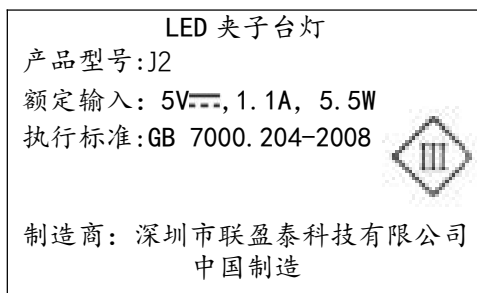 LED 夹子台灯
产品型号:J2
额定输入：5V⎓,1.1A，5.5W
执行标准:GB 7000.204-2008
III
制造商：深圳市联盈泰科技有限公司
中国制造